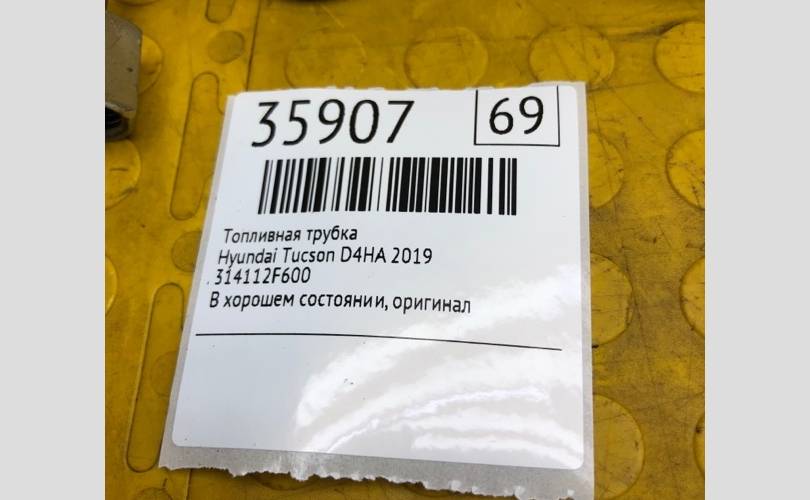 35907 69
Топливная трубка
Hyundai Tucson D4HA 2019
. 314112F600
В хорошем состоянии, оригинал